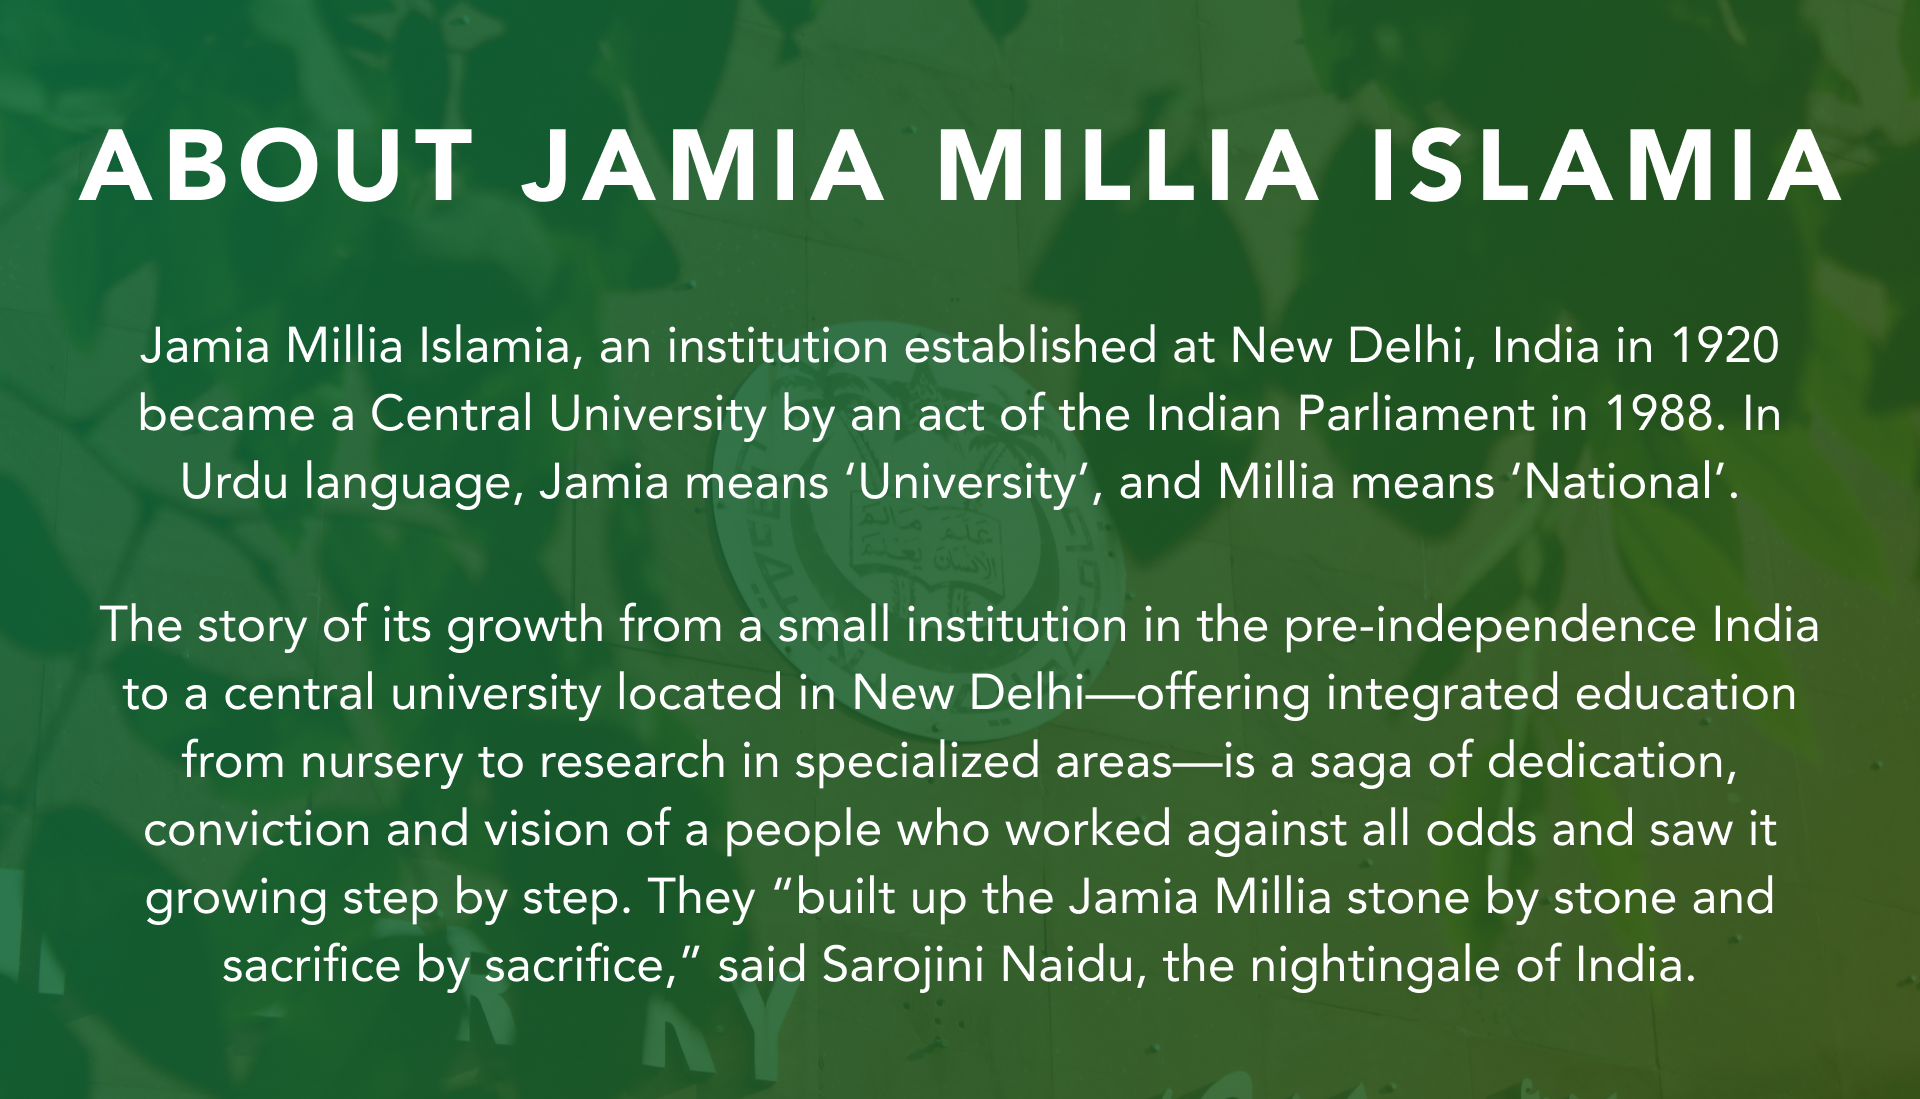 ABOUT JAMIA MILLIA ISLAMIA
Jamia Millia Islamia, an institution established at New Delhi, India in 1920
became a Central University by an act of the Indian Parliament in 1988. In
Urdu language, Jamia means ‘University’, and Millia means ‘National’.
The story of its growth from a small institution in the pre-independence India
to a central university located in New Delhi—offering integrated education
from nursery to research in specialized areas—is a saga of dedication,
conviction and vision of a people who worked against all odds and saw it
growing step by step. They “built up the Jamia Millia stone by stone and
sacrifice by sacrifice,” said Sarojini Naidu, the nightingale of India.
علم الانسان
مالم يعلم